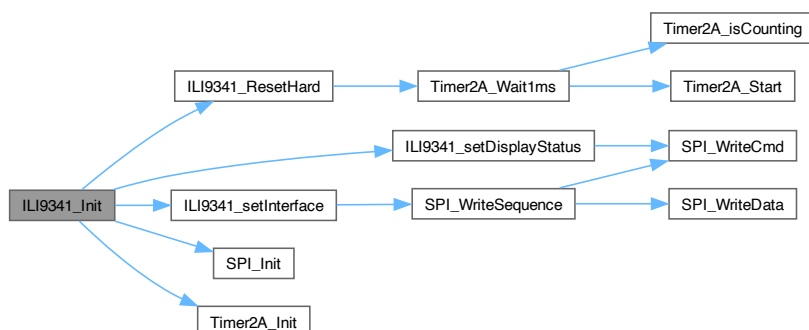 Timer2A_isCounting
ILI9341_ResetHard
Timer2A_Wait1ms
Timer2A_Start
ILI9341_setDisplayStatus
SPI_WriteCmd
ILI9341_Init
ILI9341_setInterface
SPI_WriteSequence
SPI_WriteData
SPI_Init
Timer2A_Init